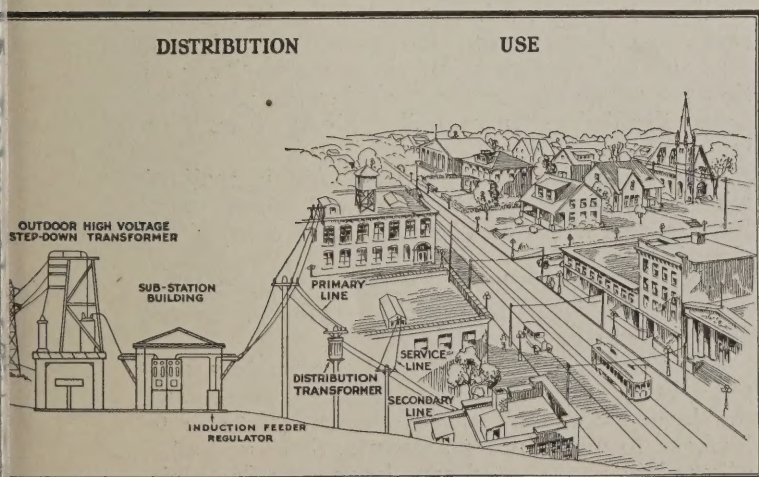 DISTRIBUTION
USE
OUTDOOR HIGH VOLTAGE
STEP-DOWN TRANSFORMER
SUB-STATION
BUILDING
PRIMARY
LINE
DISTRIBUTION
TRANSFORMER
SERVICE
LINE
SECONDARY
LINE
INDUCTION FEEDER
REGULATOR